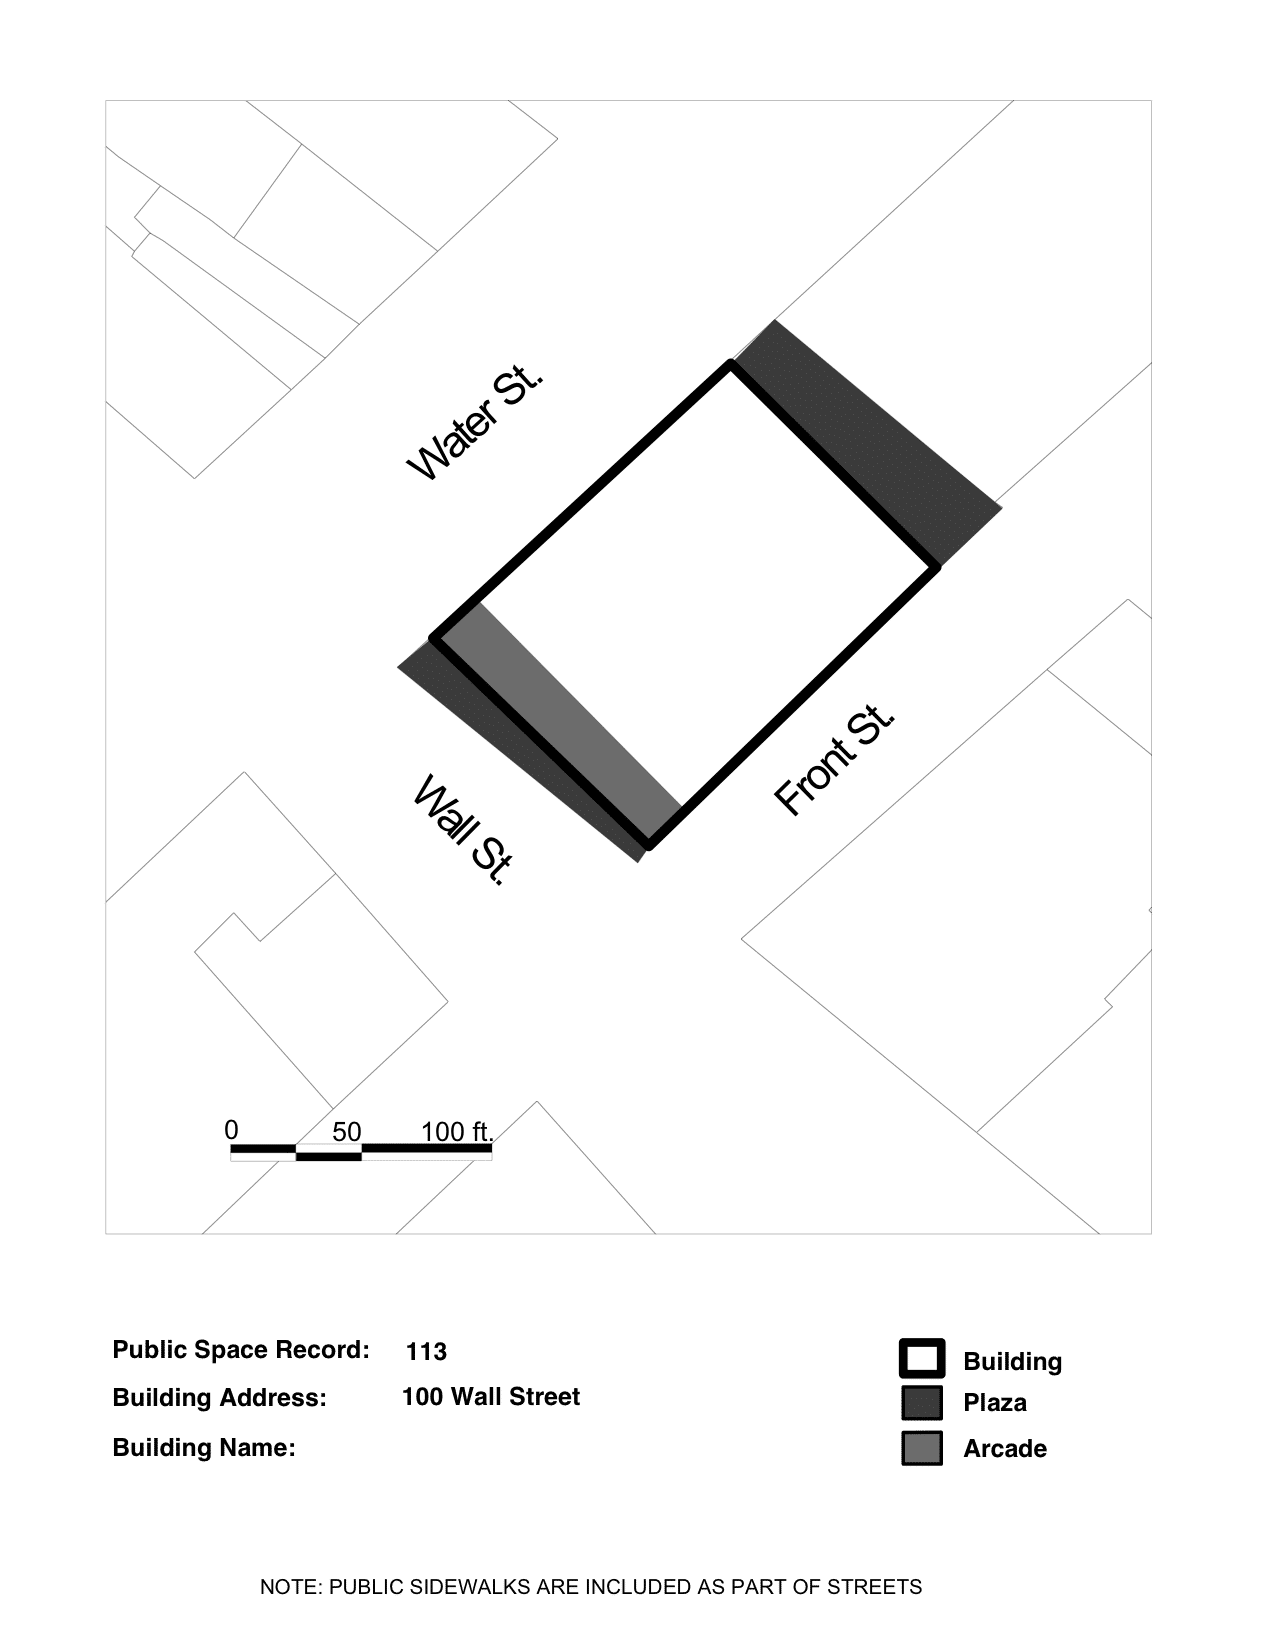 Water St.
Front St.
Wall St.
0 50 100 ft.
Public Space Record: 113
Building Address: 100 Wall Street
Building Name:
Building
Plaza
Arcade
NOTE: PUBLIC SIDEWALKS ARE INCLUDED AS PART OF STREETS